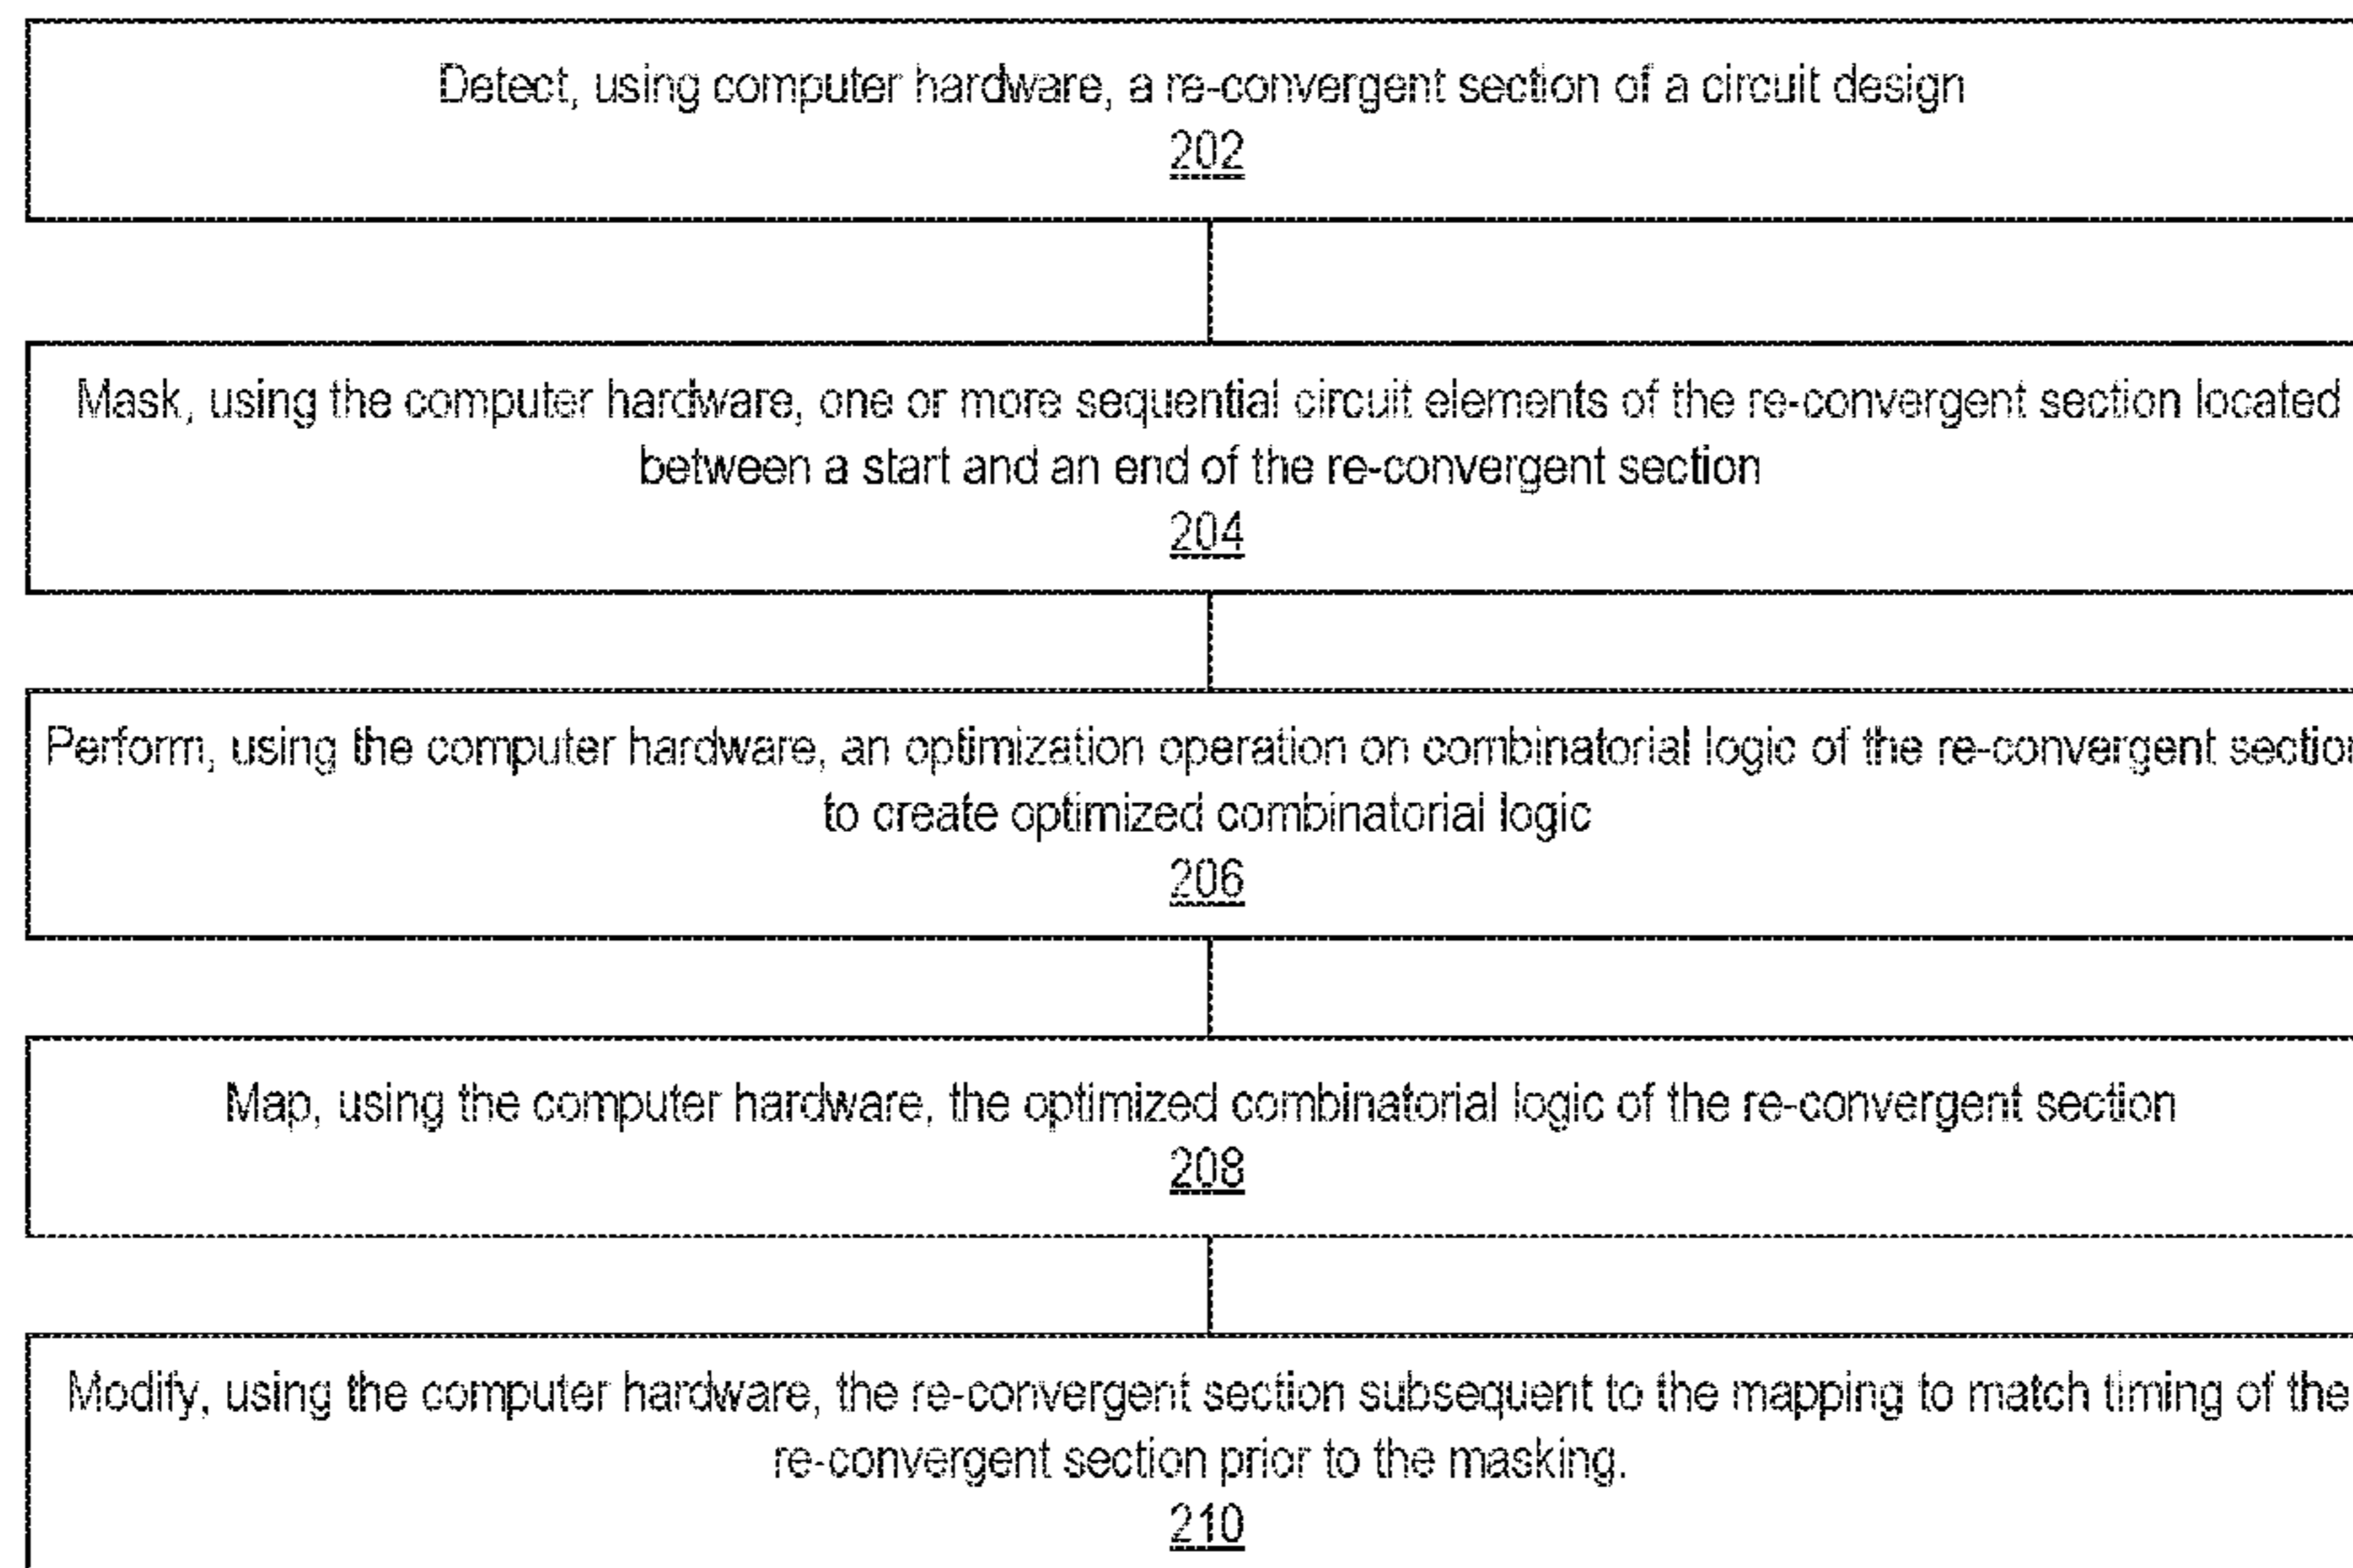 Detect, using computer hardware, a re-convergent section of a circuit design
202
Mask, using the computer hardware, one or more sequential circuit elements of the re-convergent section located
between a start and an end of the re-convergent section
204
Perform, using the computer hardware, an optimization operation on combinatorial logic of the re-convergent section
to create optimized combinatorial logic
206
Map, using the computer hardware, the optimized combinatorial logic of the re-convergent section
208
Modify, using the computer hardware, the re-convergent section subsequent to the mapping to match timing of the
re-convergent section prior to the masking.
210